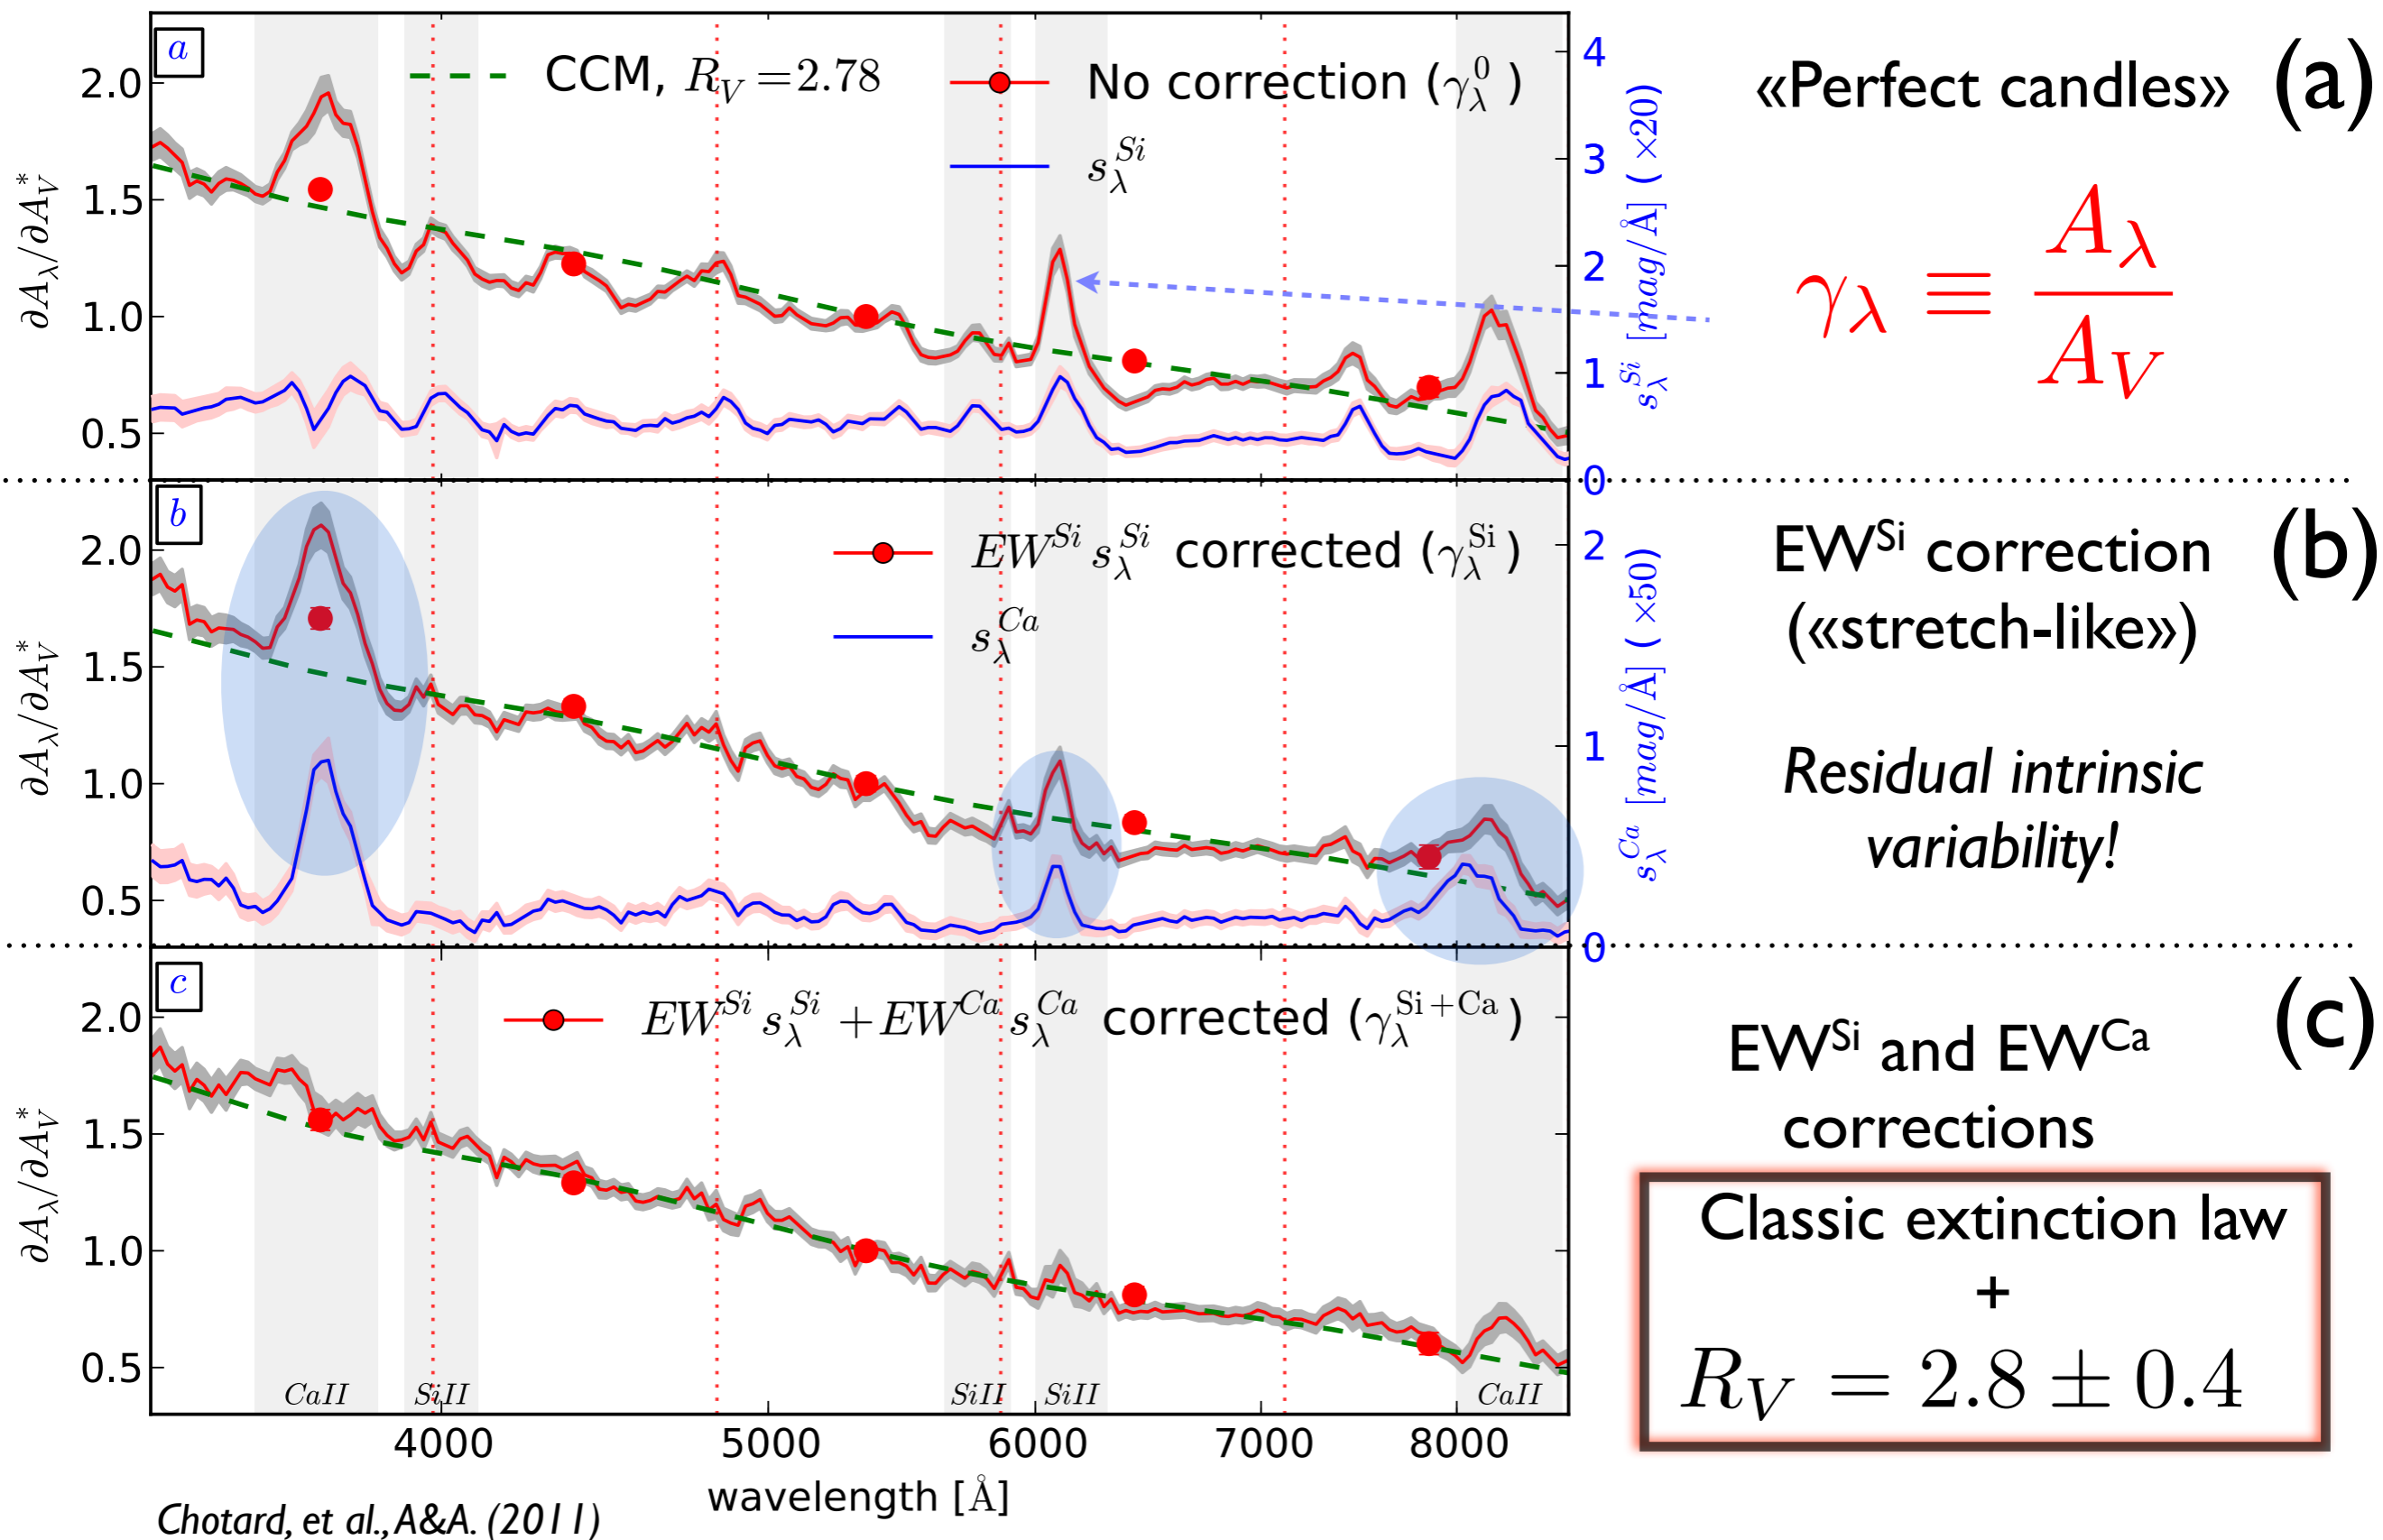 a
CCM, R_V = 2.78
No correction (γ_λ^0)
s_λ^{Si}
2.0
1.5
1.0
0.5
∂A_λ/∂A_V^*
4
3
2
1
0
s_λ^{Si} [mag/Å] (×20)
«Perfect candles»
(a)
γ_λ ≡ A_λ / A_V
b
EW^{Si} s_λ^{Si} corrected (γ_λ^{Si})
s_λ^{Ca}
2.0
1.5
1.0
0.5
∂A_λ/∂A_V^*
2
1
0
s_λ^{Ca} [mag/Å] (×50)
EW^{Si} correction
(b)
(«stretch-like»)
Residual intrinsic
variability!
c
EW^{Si} s_λ^{Si} + EW^{Ca} s_λ^{Ca} corrected (γ_λ^{Si+Ca})
2.0
1.5
1.0
0.5
∂A_λ/∂A_V^*
CaII SiII SiII SiII CaII
4000 5000 6000 7000 8000
wavelength [Å]
(c)
EW^{Si} and EW^{Ca}
corrections
Classic extinction law
+
R_V = 2.8 ± 0.4
Chotard, et al., A&A. (2011)